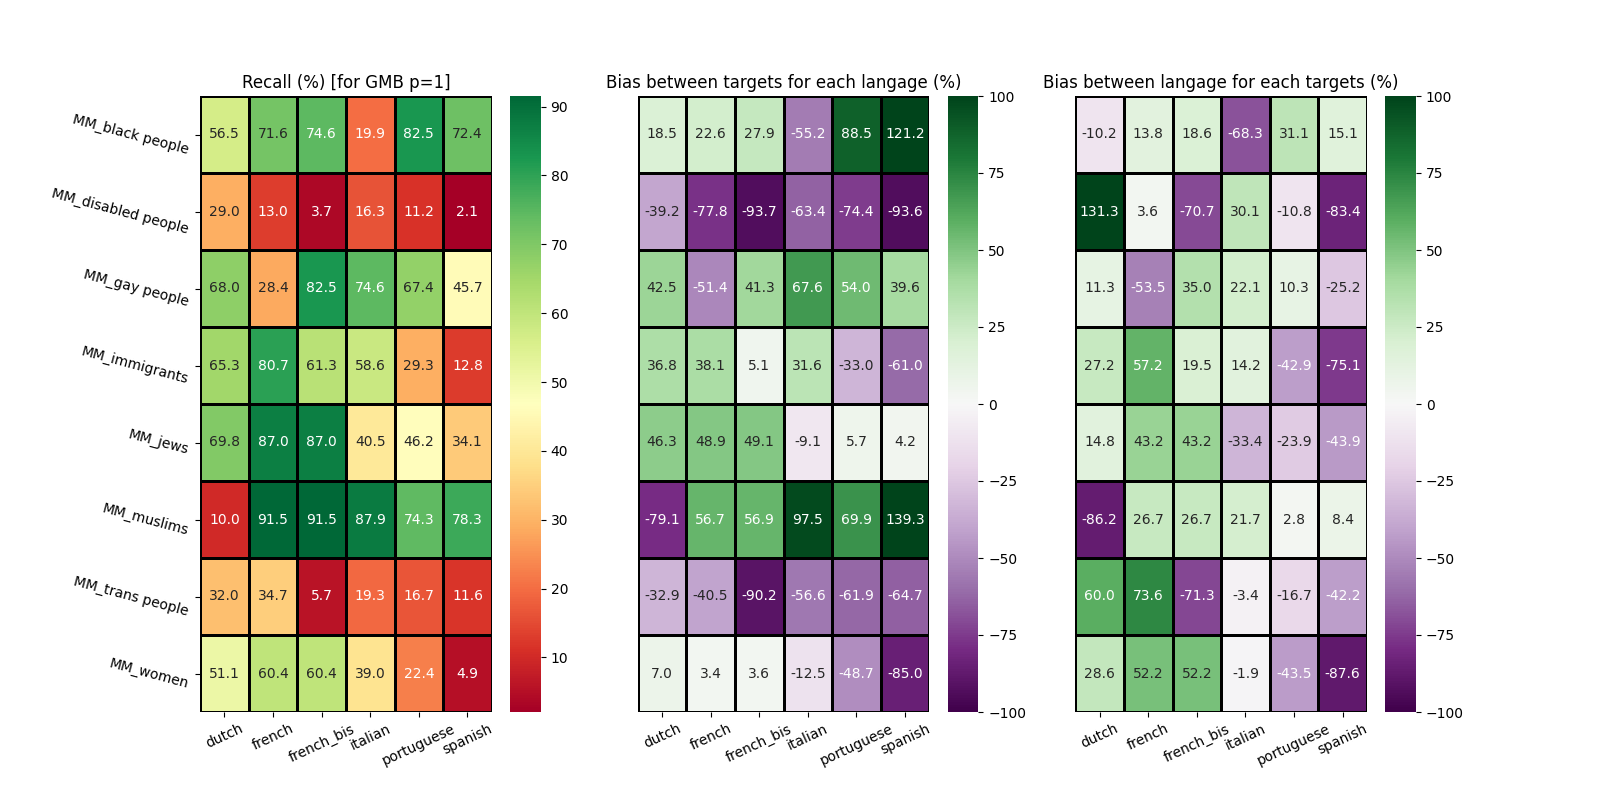 Recall (%) [for GMB p=1]
Bias between targets for each langage (%)
Bias between langage for each targets (%)
MM_black people 56.5 71.6 74.6 19.9 82.5 72.4
18.5 22.6 27.9 -55.2 88.5 121.2
-10.2 13.8 18.6 -68.3 31.1 15.1
MM_disabled people 29.0 13.0 3.7 16.3 11.2 2.1
-39.2 -77.8 -93.7 -63.4 -74.4 -93.6
131.3 3.6 -70.7 30.1 -10.8 -83.4
MM_gay people 68.0 28.4 82.5 74.6 67.4 45.7
42.5 -51.4 41.3 67.6 54.0 39.6
11.3 -53.5 35.0 22.1 10.3 -25.2
MM_immigrants 65.3 80.7 61.3 58.6 29.3 12.8
36.8 38.1 5.1 31.6 -33.0 -61.0
27.2 57.2 19.5 14.2 -42.9 -75.1
MM_jews 69.8 87.0 87.0 40.5 46.2 34.1
46.3 48.9 49.1 -9.1 5.7 4.2
14.8 43.2 43.2 -33.4 -23.9 -43.9
MM_muslims 10.0 91.5 91.5 87.9 74.3 78.3
-79.1 56.7 56.9 97.5 69.9 139.3
-86.2 26.7 26.7 21.7 2.8 8.4
MM_trans people 32.0 34.7 5.7 19.3 16.7 11.6
-32.9 -40.5 -90.2 -56.6 -61.9 -64.7
60.0 73.6 -71.3 -3.4 -16.7 -42.2
MM_women 51.1 60.4 60.4 39.0 22.4 4.9
7.0 3.4 3.6 -12.5 -48.7 -85.0
28.6 52.2 52.2 -1.9 -43.5 -87.6
dutch french french_bis italian portuguese spanish
dutch french french_bis italian portuguese spanish
dutch french french_bis italian portuguese spanish
90
80
70
60
50
40
30
20
10
100
75
50
25
0
−25
−50
−75
−100
100
75
50
25
0
−25
−50
−75
−100